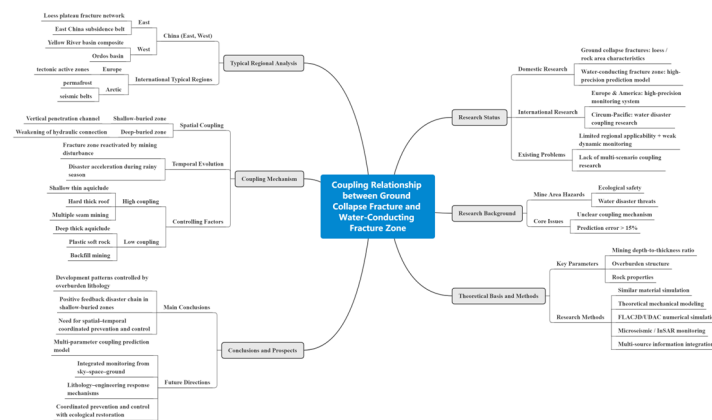 Coupling Relationship
between Ground
Collapse Fracture and
Water-Conducting
Fracture Zone
Typical Regional Analysis
China (East, West)
East
Loess plateau fracture network
East China subsidence belt
West
Yellow River basin composite
Ordos basin
International Typical Regions
Europe
tectonic active zones
Arctic
permafrost
seismic belts
Coupling Mechanism
Spatial Coupling
Shallow-buried zone
Vertical penetration channel
Deep-buried zone
Weakening of hydraulic connection
Temporal Evolution
Fracture zone reactivated by mining
disturbance
Disaster acceleration during rainy
season
Controlling Factors
High coupling
Shallow thin aquiclude
Hard thick roof
Multiple seam mining
Low coupling
Deep thick aquiclude
Plastic soft rock
Backfill mining
Conclusions and Prospects
Main Conclusions
Development patterns controlled by
overburden lithology
Positive feedback disaster chain in
shallow-buried zones
Need for spatial–temporal
coordinated prevention and control
Future Directions
Multi-parameter coupling prediction
model
Integrated monitoring from
sky–space–ground
Lithology–engineering response
mechanisms
Coordinated prevention and control
with ecological restoration
Research Status
Domestic Research
Ground collapse fractures: loess /
rock area characteristics
Water-conducting fracture zone: high-
precision prediction model
International Research
Europe & America: high-precision
monitoring system
Circum-Pacific: water disaster
coupling research
Existing Problems
Limited regional applicability + weak
dynamic monitoring
Lack of multi-scenario coupling
research
Research Background
Mine Area Hazards
Ecological safety
Water disaster threats
Core Issues
Unclear coupling mechanism
Prediction error > 15%
Theoretical Basis and Methods
Key Parameters
Mining depth-to-thickness ratio
Overburden structure
Rock properties
Research Methods
Similar material simulation
Theoretical mechanical modeling
FLAC3D/UDAC numerical simulatio
Microseismic / InSAR monitoring
Multi-source information integration